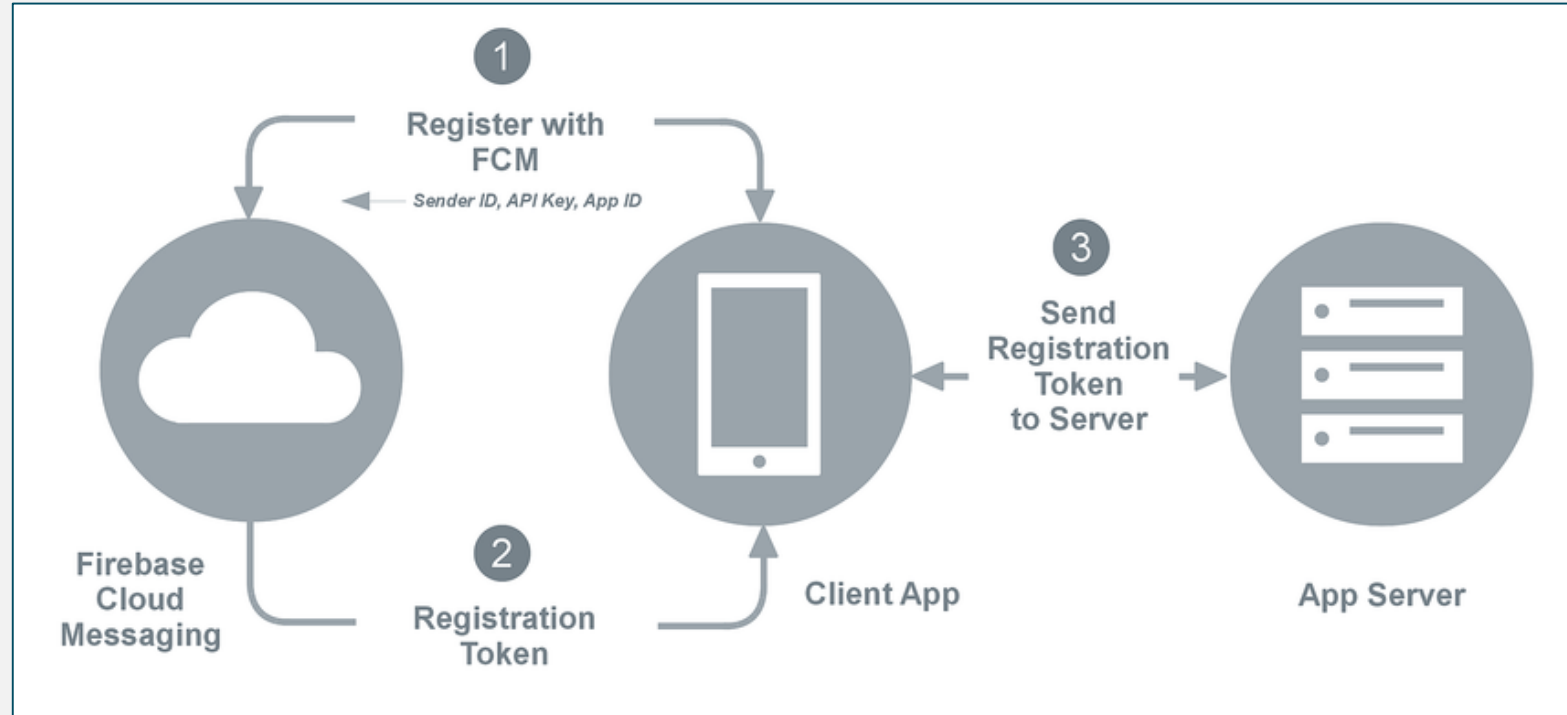 1
Register with
FCM
Sender ID, API Key, App ID
3
Send
Registration
Token
to Server
Firebase
Cloud
Messaging
2
Registration
Token
Client App
App Server